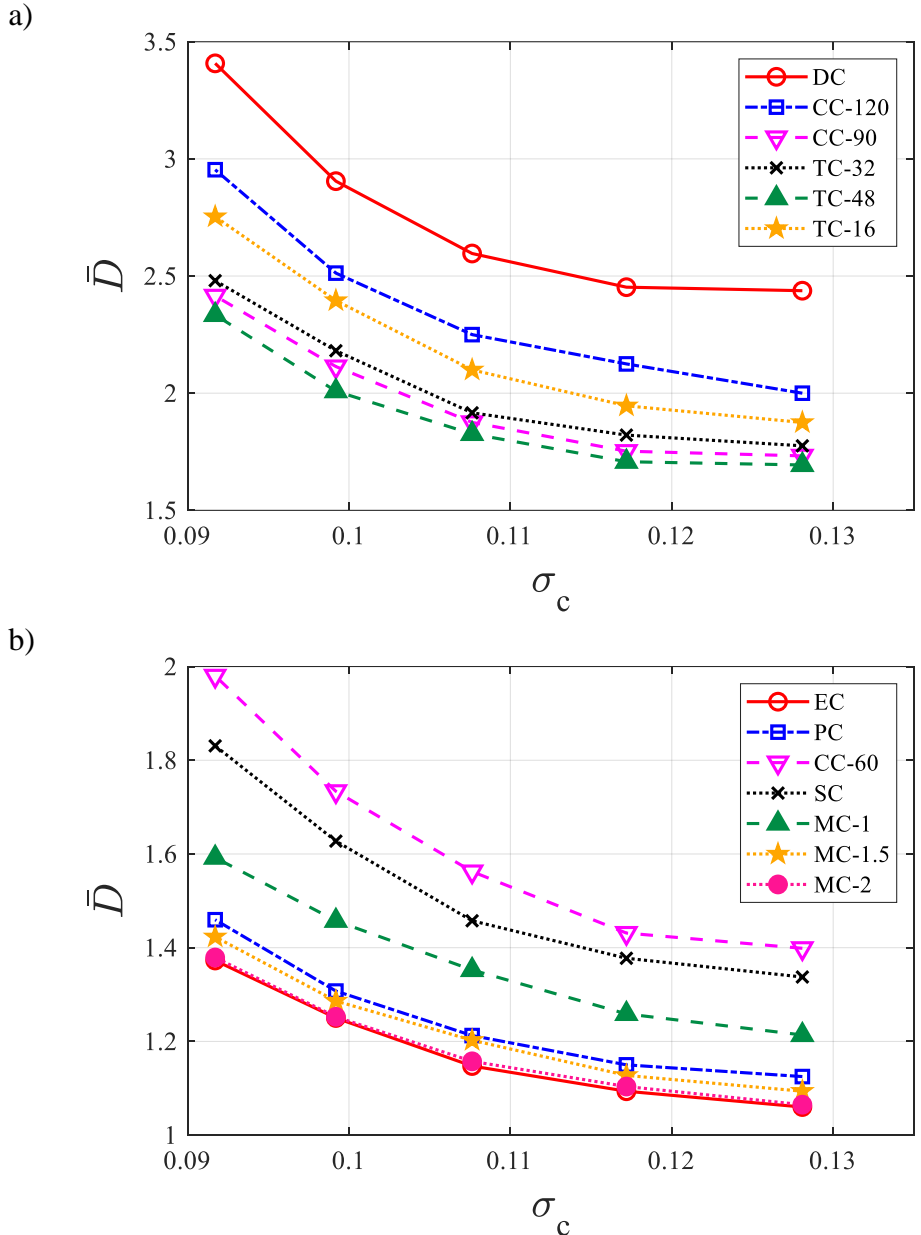 a)
3.5
3
2.5
2
1.5
D̄
0.09
0.1
0.11
0.12
0.13
σc
DC
CC-120
CC-90
TC-32
TC-48
TC-16
b)
2
1.8
1.6
1.4
1.2
1
D̄
0.09
0.1
0.11
0.12
0.13
σc
EC
PC
CC-60
SC
MC-1
MC-1.5
MC-2